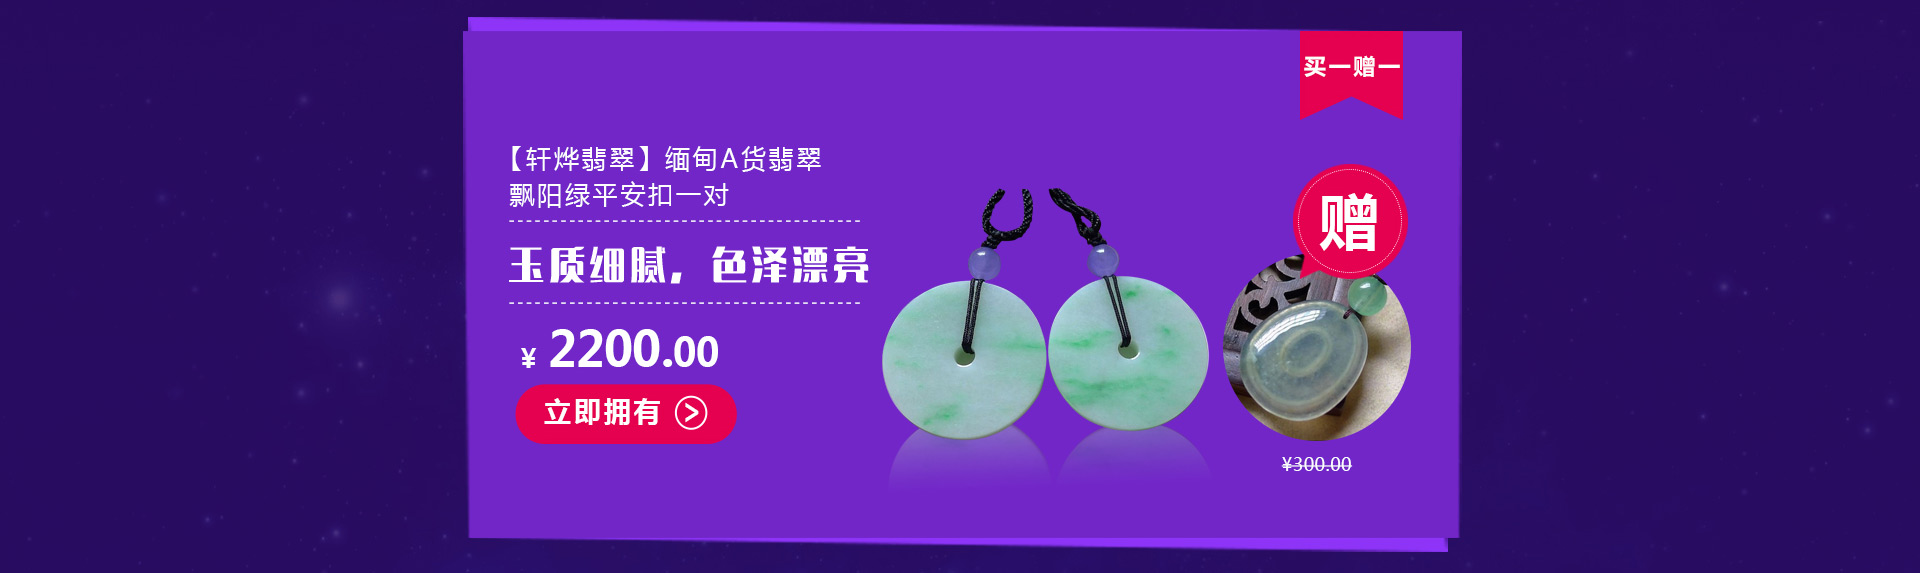 买一赠一
【轩烨翡翠】缅甸A货翡翠
飘阳绿平安扣一对
玉质细腻，色泽漂亮
¥ 2200.00
立即拥有 >
赠
¥300.00